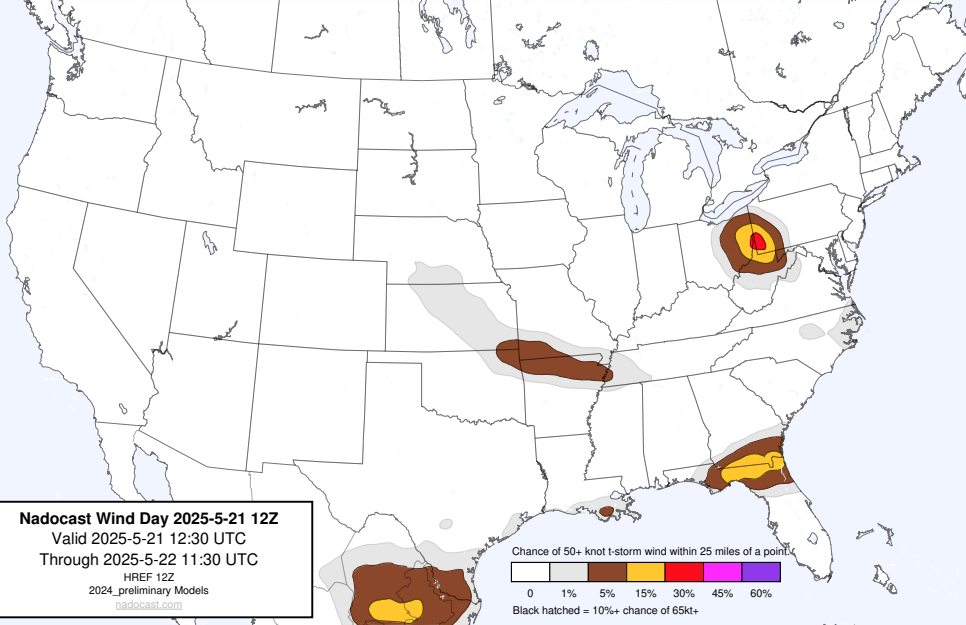 Nadocast Wind Day 2025-5-21 12Z
Valid 2025-5-21 12:30 UTC
Through 2025-5-22 11:30 UTC
HREF 12Z
2024_preliminary Models
nadocast.com
Chance of 50+ knot t-storm wind within 25 miles of a point.
0 1% 5% 15% 30% 45% 60%
Black hatched = 10%+ chance of 65kt+